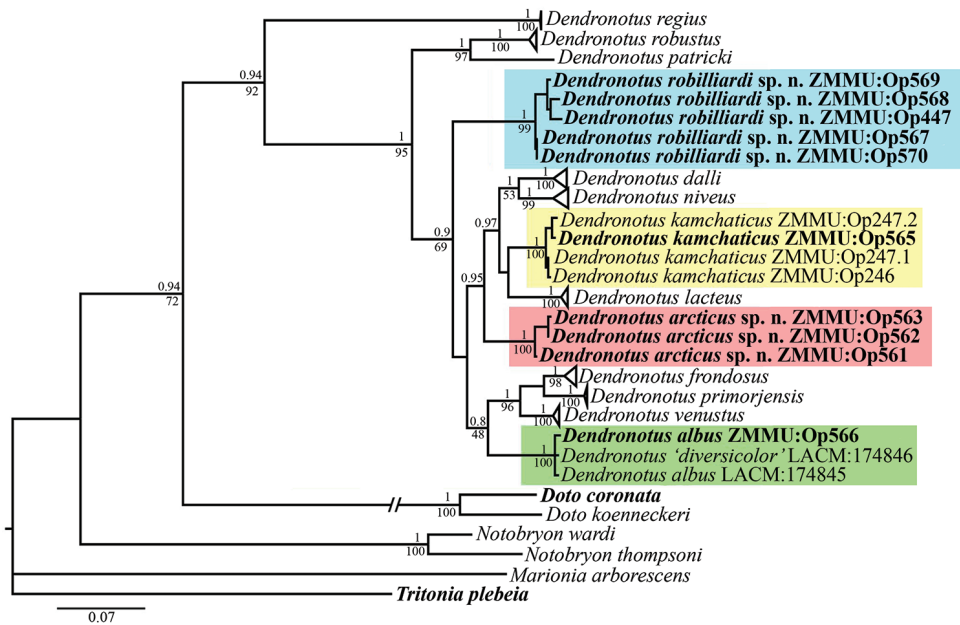 1
100
Dendronotus regius
1
100
Dendronotus robustus
1
97
Dendronotus patricki
0.94
92
Dendronotus robilliardi sp. n. ZMMU:Op569
Dendronotus robilliardi sp. n. ZMMU:Op568
Dendronotus robilliardi sp. n. ZMMU:Op447
Dendronotus robilliardi sp. n. ZMMU:Op567
Dendronotus robilliardi sp. n. ZMMU:Op570
1
99
1
95
Dendronotus dalli
1
100
1
53
Dendronotus niveus
1
99
Dendronotus kamchaticus ZMMU:Op247.2
Dendronotus kamchaticus ZMMU:Op565
Dendronotus kamchaticus ZMMU:Op247.1
Dendronotus kamchaticus ZMMU:Op246
1
100
0.97
0.9
69
0.95
Dendronotus lacteus
1
100
0.94
72
Dendronotus arcticus sp. n. ZMMU:Op563
Dendronotus arcticus sp. n. ZMMU:Op562
Dendronotus arcticus sp. n. ZMMU:Op561
1
100
Dendronotus frondosus
1
98
Dendronotus primorjensis
1
100
1
96
Dendronotus venustus
1
100
0.8
48
Dendronotus albus ZMMU:Op566
Dendronotus ‘diversicolor’ LACM:174846
Dendronotus albus LACM:174845
1
100
Doto coronata
Doto koenneckeri
1
100
Notobryon wardi
Notobryon thompsoni
1
100
Marionia arborescens
Tritonia plebeia
0.07